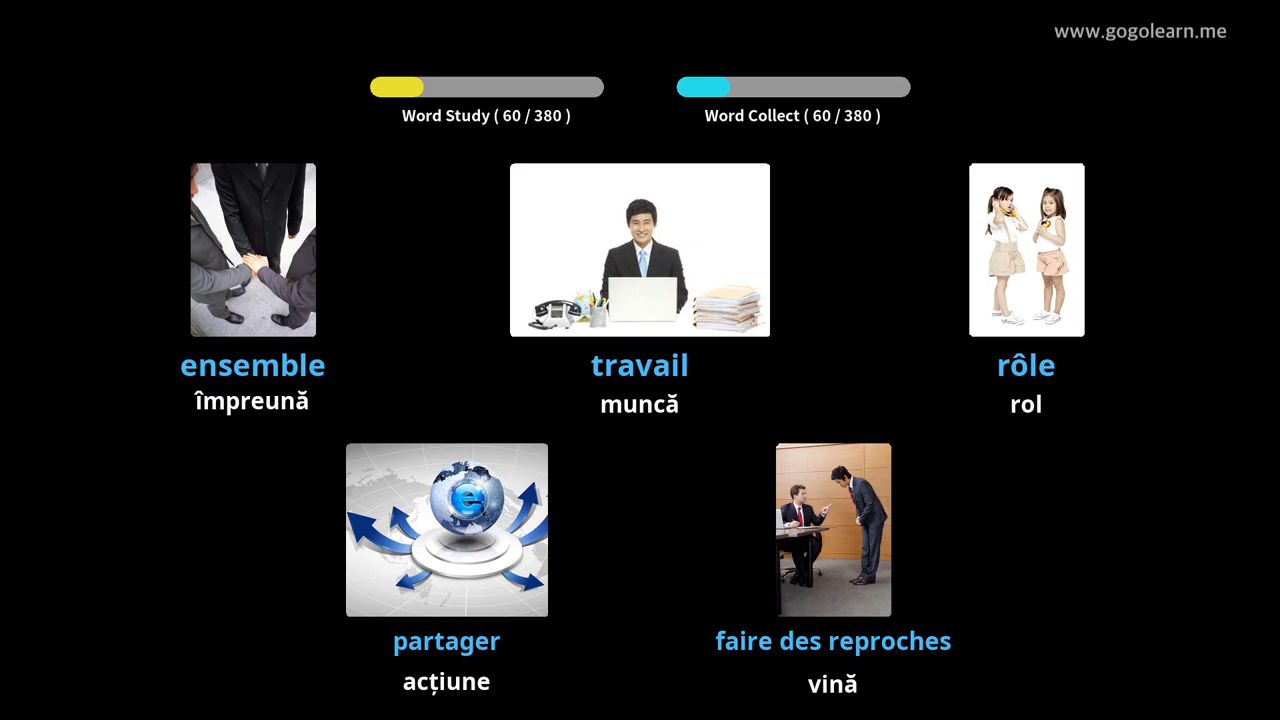 www.gogolearn.me
Word Study ( 60 / 380 )
Word Collect ( 60 / 380 )
ensemble
împreună
travail
muncă
rôle
rol
e
partager
acțiune
faire des reproches
vină